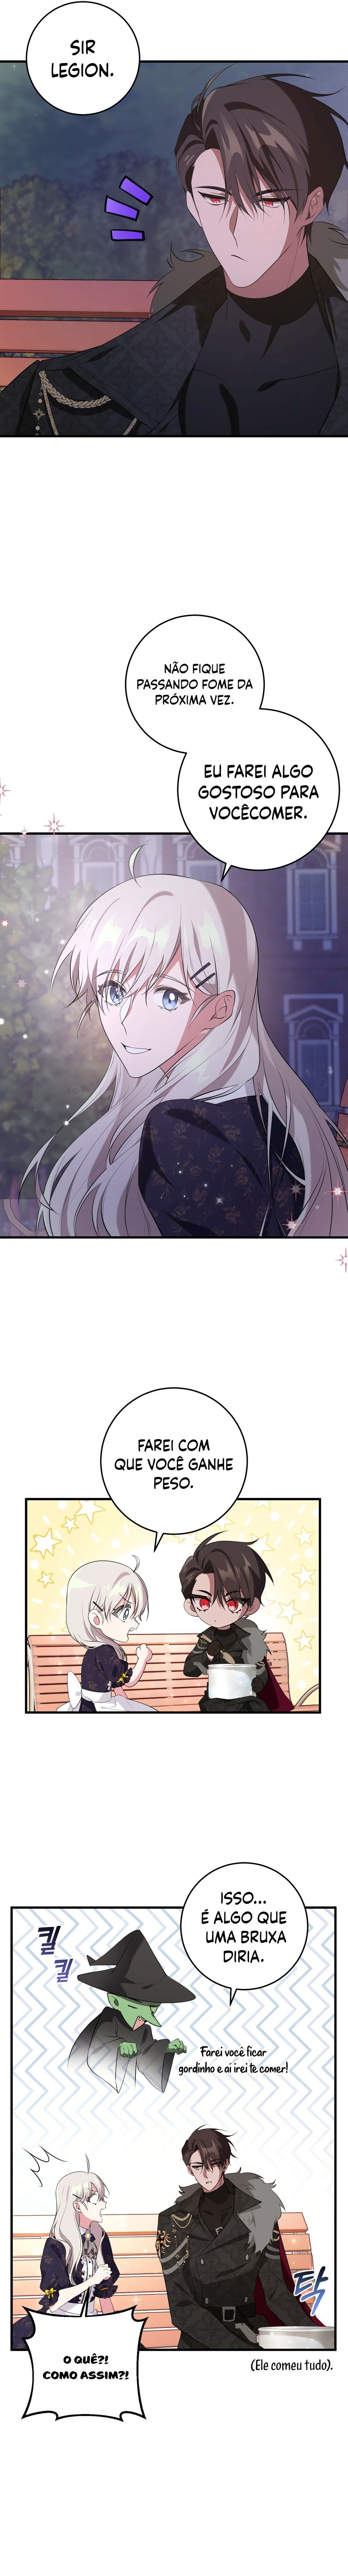 SIR
LEGION.
NÃO FIQUE
PASSANDO FOME DA
PRÓXIMA VEZ.
EU FAREI ALGO
GOSTOSO PARA
VOCÊCOMER.
FAREI COM
QUE VOCÊ GANHE
PESO.
ISSO...
É ALGO QUE
UMA BRUXA
DIRIA.
킬
킬
Farei você ficar
gordinho e aí irei te comer!
탁
O QUÊ?!
COMO ASSIM?!
(Ele comeu tudo).